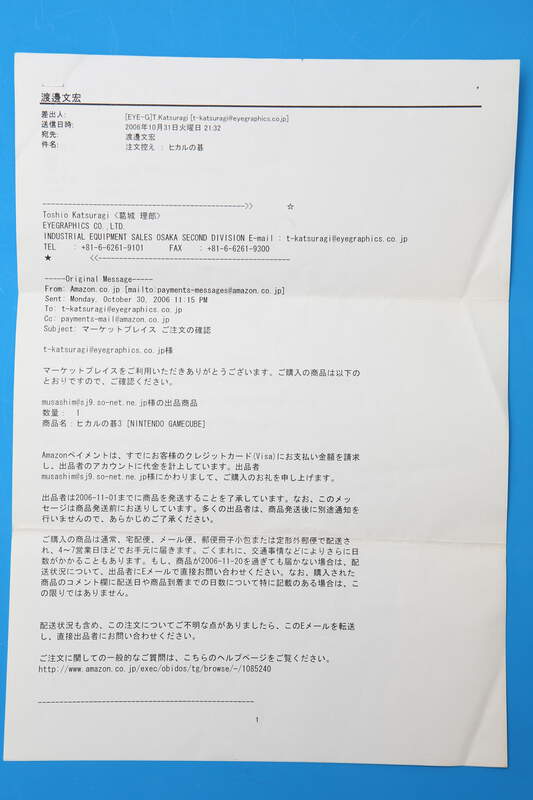 渡邊文宏
差出人: [EYE-G]T.Katsuragi [t-katsuragi@eyegraphics.co.jp]
送信日時: 2006年10月31日火曜日 21:32
宛先: 渡邊文宏
件名: 注文控え : ヒカルの碁
------------------------------------------------>> ☆
Toshio Katsuragi <葛城 理郎>
EYEGRAPHICS CO.,LTD.
INDUSTRIAL EQUIPMENT SALES OSAKA SECOND DIVISION E-mail : t-katsuragi@eyegraphics.co.jp
TEL : +81-6-6261-9101 FAX : +81-6-6261-9300
★ <<---------------------------------------------
-----Original Message-----
From: Amazon.co.jp [mailto:payments-messages@amazon.co.jp]
Sent: Monday, October 30, 2006 11:15 PM
To: t-katsuragi@eyegraphics.co.jp
Cc: payments-mail@amazon.co.jp
Subject: マーケットプレイス ご注文の確認
t-katsuragi@eyegraphics.co.jp様
マーケットプレイスをご利用いただきありがとうございます。ご購入の商品は以下の
とおりですので、ご確認ください。
musashim@sj9.so-net.ne.jp様の出品商品
数量： 1
商品名：ヒカルの碁3 [NINTENDO GAMECUBE]
Amazonペイメントは、すでにお客様のクレジットカード(Visa)にお支払い金額を請求
し、出品者のアカウントに代金を計上しています。出品者
musashim@sj9.so-net.ne.jp様にかわりまして、ご購入のお礼を申し上げます。
出品者は2006-11-01までに商品を発送することを了承しています。なお、このメッ
セージは商品発送前にお送りしています。多くの出品者は、商品発送後に別途通知を
行いませんので、あらかじめご了承ください。
ご購入の商品は通常、宅配便、メール便、郵便冊子小包または定形外郵便で配送さ
れ、4~7営業日ほどでお手元に届きます。ごくまれに、交通事情などによりさらに日
数がかかることもあります。もし、商品が2006-11-20を過ぎても届かない場合は、配
送状況について、出品者にEメールで直接お問い合わせください。なお、購入された
商品のコメント欄に配送日や商品到着までの日数について特に記載のある場合は、こ
の限りではありません。
配送状況も含め、この注文についてご不明な点がありましたら、このEメールを転送
し、直接出品者にお問い合わせください。
ご注文に関しての一般的なご質問は、こちらのヘルプページをご覧ください。
http://www.amazon.co.jp/exec/obidos/tg/browse/-/1085240
--------------------------------------------------
1